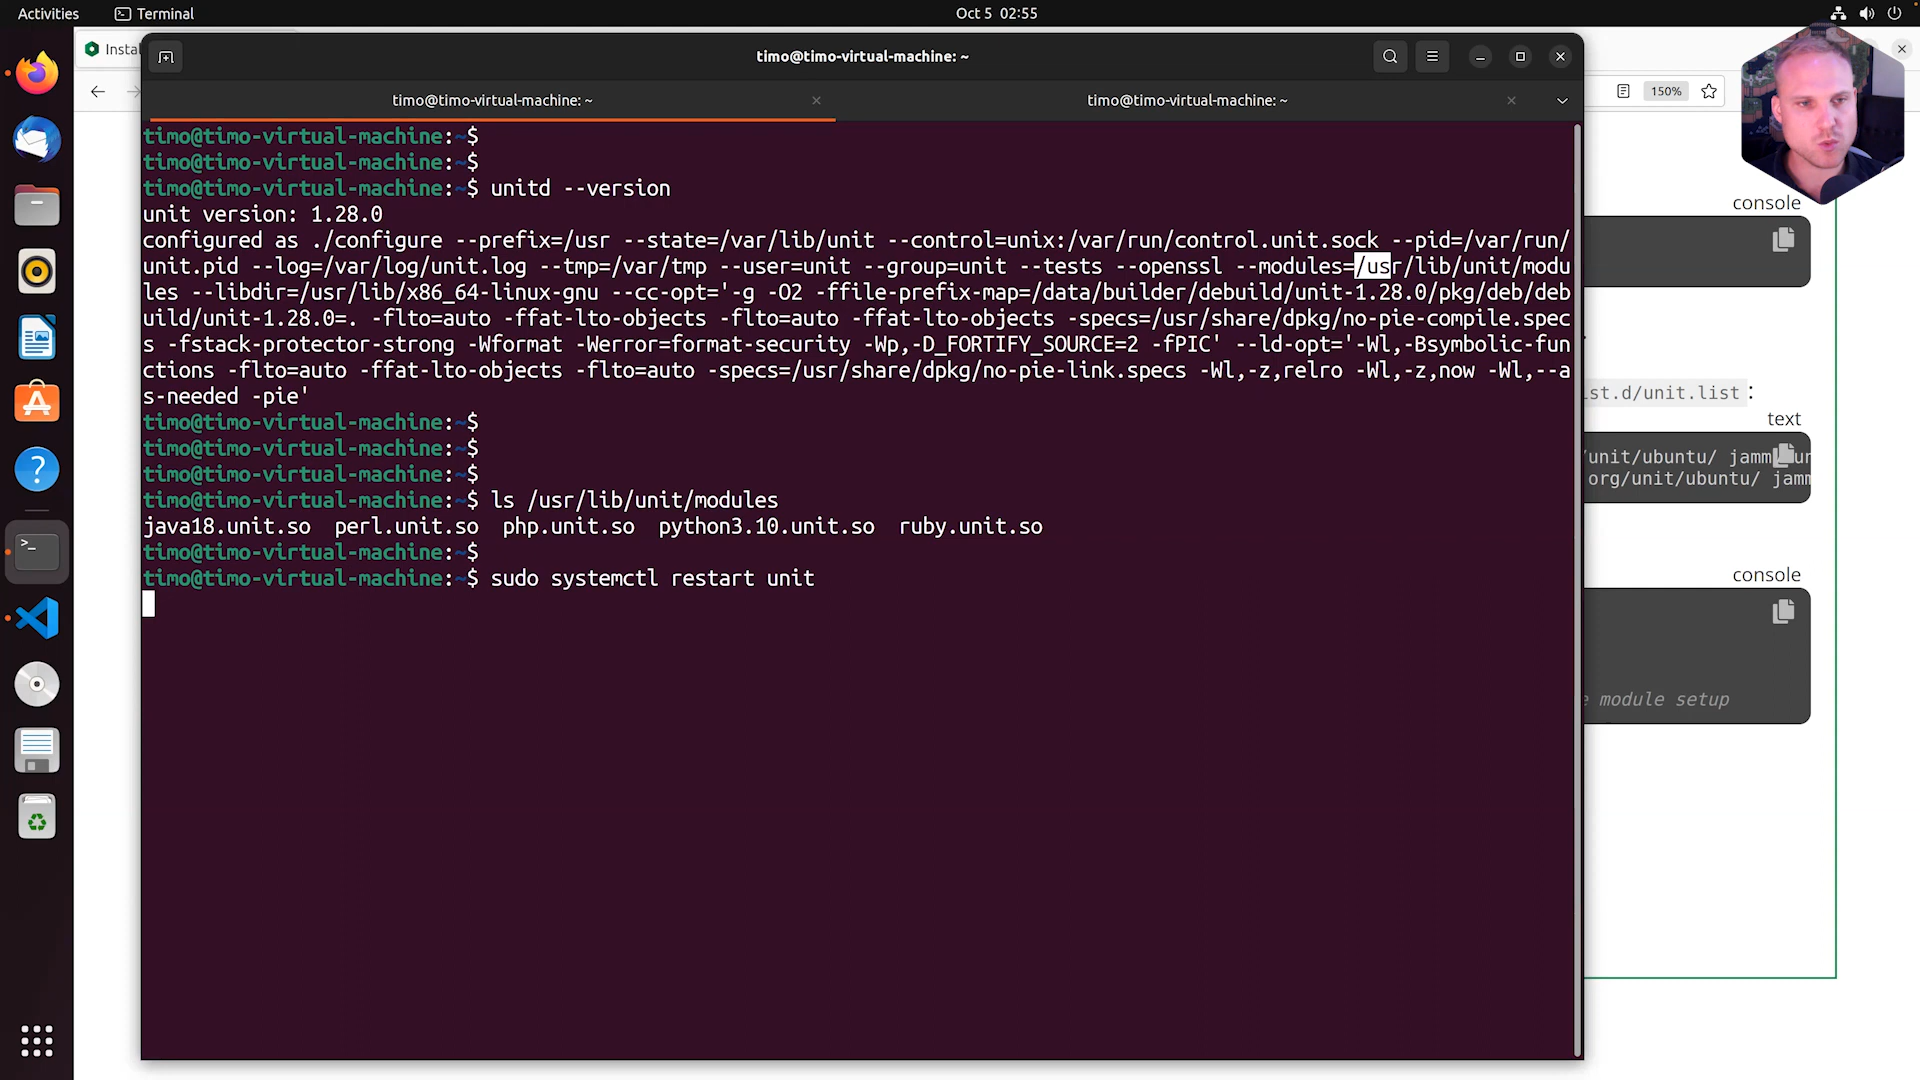 Activities
Terminal
Oct 5 02:55
Insta
timo@timo-virtual-machine: ~
150%
timo@timo-virtual-machine: ~
timo@timo-virtual-machine: ~
timo@timo-virtual-machine:~$
timo@timo-virtual-machine:~$
timo@timo-virtual-machine:~$ unitd --version
unit version: 1.28.0
configured as ./configure --prefix=/usr --state=/var/lib/unit --control=unix:/var/run/control.unit.sock --pid=/var/run/
unit.pid --log=/var/log/unit.log --tmp=/var/tmp --user=unit --group=unit --tests --openssl --modules=/usr/lib/unit/modu
les --libdir=/usr/lib/x86_64-linux-gnu --cc-opt='-g -O2 -ffile-prefix-map=/data/builder/debuild/unit-1.28.0/pkg/deb/deb
uild/unit-1.28.0=. -flto=auto -ffat-lto-objects -flto=auto -ffat-lto-objects -specs=/usr/share/dpkg/no-pie-compile.spec
s -fstack-protector-strong -Wformat -Werror=format-security -Wp,-D_FORTIFY_SOURCE=2 -fPIC' --ld-opt='-Wl,-Bsymbolic-fun
ctions -flto=auto -ffat-lto-objects -flto=auto -specs=/usr/share/dpkg/no-pie-link.specs -Wl,-z,relro -Wl,-z,now -Wl,--a
s-needed -pie'
timo@timo-virtual-machine:~$
timo@timo-virtual-machine:~$
timo@timo-virtual-machine:~$
timo@timo-virtual-machine:~$ ls /usr/lib/unit/modules
java18.unit.so perl.unit.so php.unit.so python3.10.unit.so ruby.unit.so
timo@timo-virtual-machine:~$
timo@timo-virtual-machine:~$ sudo systemctl restart unit
console
ist.d/unit.list :
text
/unit/ubuntu/ jamm
org/unit/ubuntu/ jamm
console
e module setup